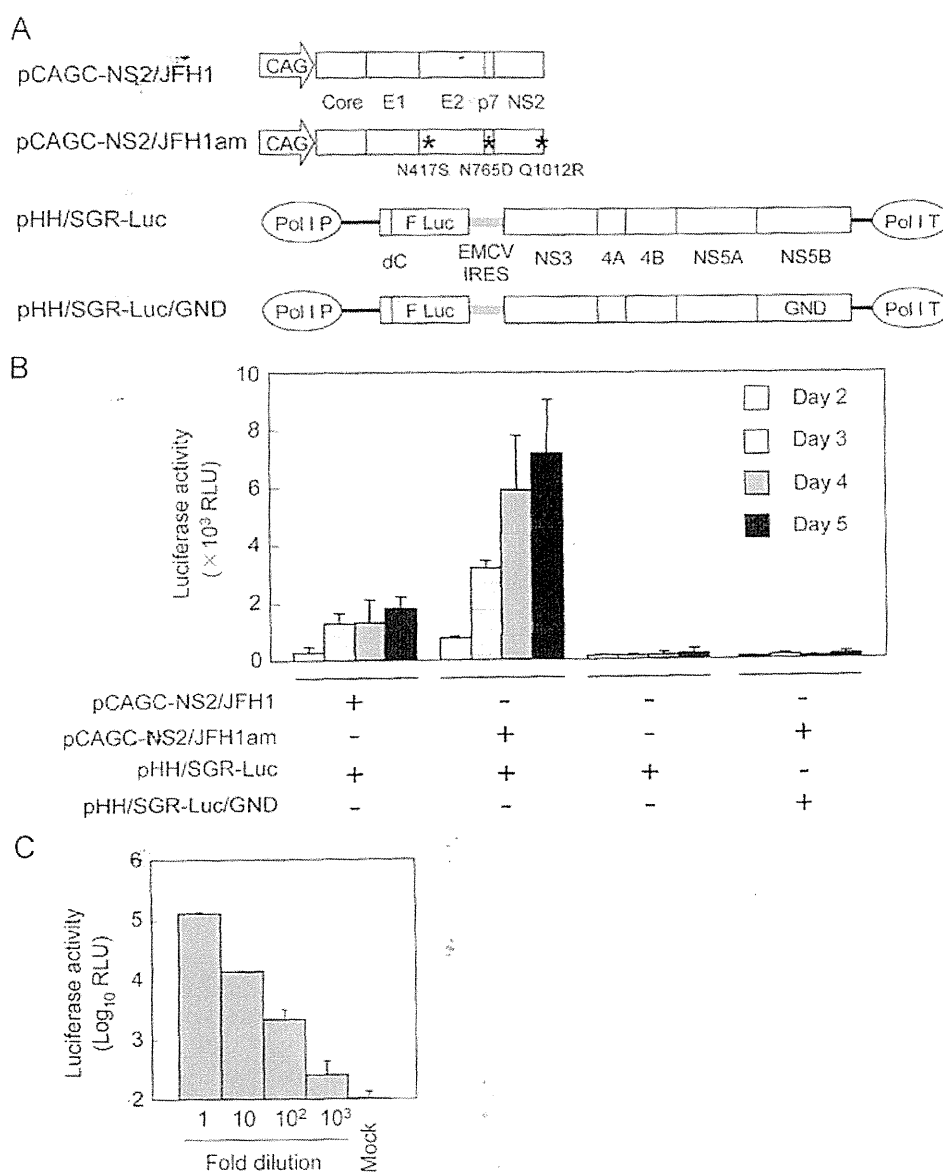 A
pCAGC-NS2/JFH1
CAG
Core E1 E2 p7 NS2
pCAGC-NS2/JFH1am
CAG * * *
N417S N765D Q1012R
pHH/SGR-Luc
Pol I P F Luc Pol I T
dC EMCV IRES NS3 4A 4B NS5A NS5B
pHH/SGR-Luc/GND
Pol I P F Luc GND Pol I T
B
Luciferase activity
(×10³ RLU)
10
8
6
4
2
0
Day 2
Day 3
Day 4
Day 5
pCAGC-NS2/JFH1 + - - -
pCAGC-NS2/JFH1am - + - +
pHH/SGR-Luc + + + -
pHH/SGR-Luc/GND - - - +
C
Luciferase activity
(Log₁₀ RLU)
6
5
4
3
2
1 10 10² 10³ Mock
Fold dilution